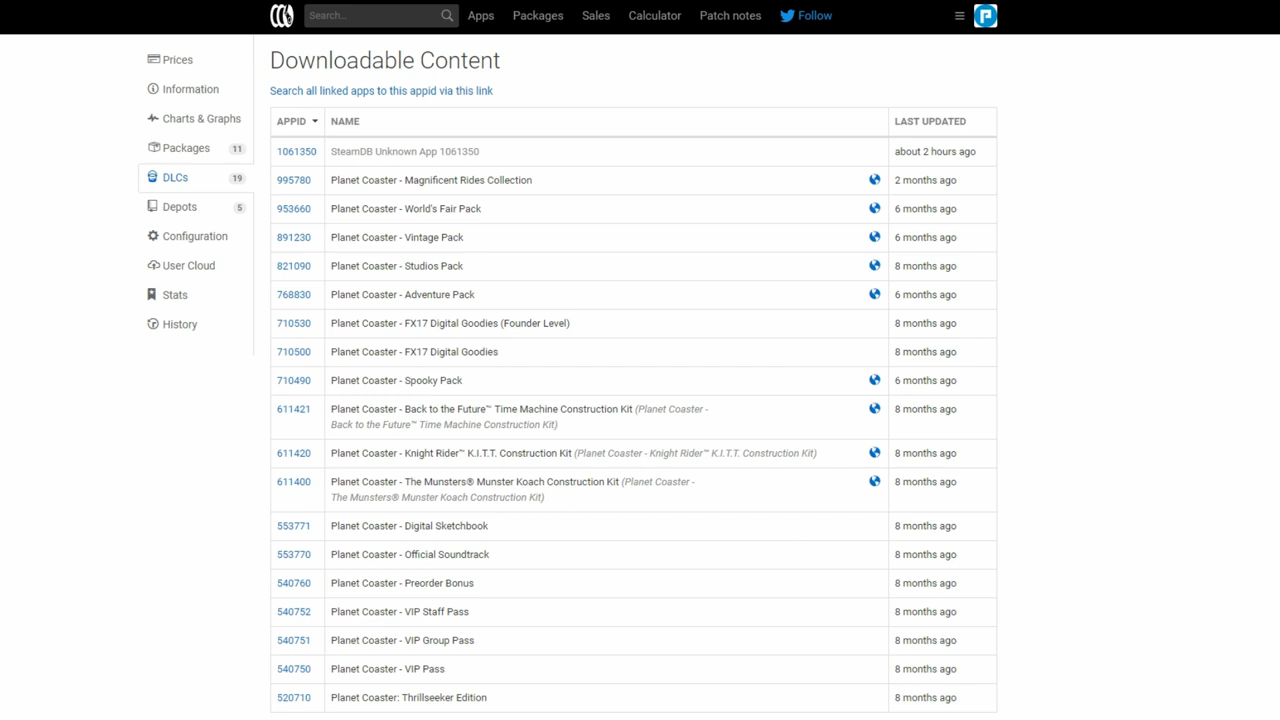 Search...
Apps
Packages
Sales
Calculator
Patch notes
Follow
Prices
Information
Charts & Graphs
Packages 11
DLCs 19
Depots 5
Configuration
User Cloud
Stats
History
Downloadable Content
Search all linked apps to this appid via this link
APPID NAME LAST UPDATED
1061350 SteamDB Unknown App 1061350 about 2 hours ago
995780 Planet Coaster - Magnificent Rides Collection 2 months ago
953660 Planet Coaster - World's Fair Pack 6 months ago
891230 Planet Coaster - Vintage Pack 6 months ago
821090 Planet Coaster - Studios Pack 8 months ago
768830 Planet Coaster - Adventure Pack 6 months ago
710530 Planet Coaster - FX17 Digital Goodies (Founder Level) 8 months ago
710500 Planet Coaster - FX17 Digital Goodies 8 months ago
710490 Planet Coaster - Spooky Pack 6 months ago
611421 Planet Coaster - Back to the Future™ Time Machine Construction Kit (Planet Coaster - 8 months ago
Back to the Future™ Time Machine Construction Kit)
611420 Planet Coaster - Knight Rider™ K.I.T.T. Construction Kit (Planet Coaster - Knight Rider™ K.I.T.T. Construction Kit) 8 months ago
611400 Planet Coaster - The Munsters® Munster Koach Construction Kit (Planet Coaster - 8 months ago
The Munsters® Munster Koach Construction Kit)
553771 Planet Coaster - Digital Sketchbook 8 months ago
553770 Planet Coaster - Official Soundtrack 8 months ago
540760 Planet Coaster - Preorder Bonus 8 months ago
540752 Planet Coaster - VIP Staff Pass 8 months ago
540751 Planet Coaster - VIP Group Pass 8 months ago
540750 Planet Coaster - VIP Pass 8 months ago
520710 Planet Coaster: Thrillseeker Edition 8 months ago